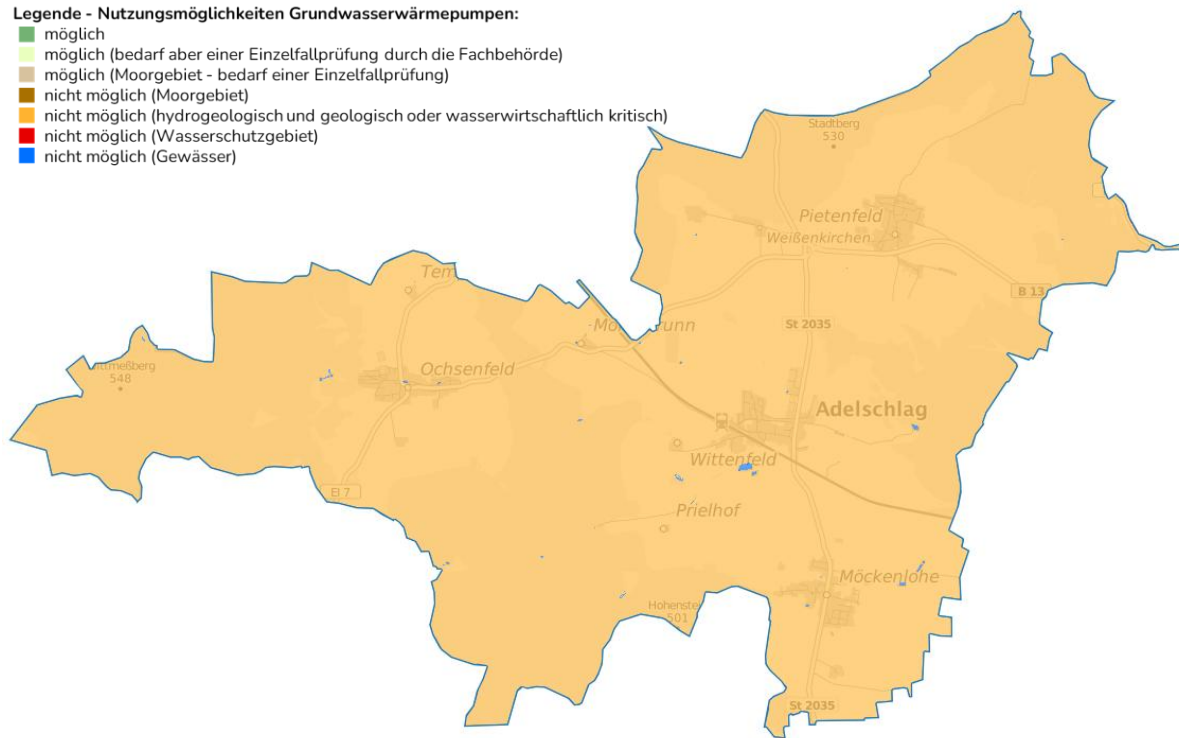 Legende - Nutzungsmöglichkeiten Grundwasserwärmepumpen:
möglich
möglich (bedarf aber einer Einzelfallprüfung durch die Fachbehörde)
möglich (Moorgebiet - bedarf einer Einzelfallprüfung)
nicht möglich (Moorgebiet)
nicht möglich (hydrogeologisch und geologisch oder wasserwirtschaftlich kritisch)
nicht möglich (Wasserschutzgebiet)
nicht möglich (Gewässer)
Stadtberg
530
Pietenfeld
Weißenkirchen
B 13
Tem
St 2035
548
Ochsenfeld
Adelschlag
Wittenfeld
EI 7
Prielhof
Möckenlohe
Hohenstei
501
St 2035